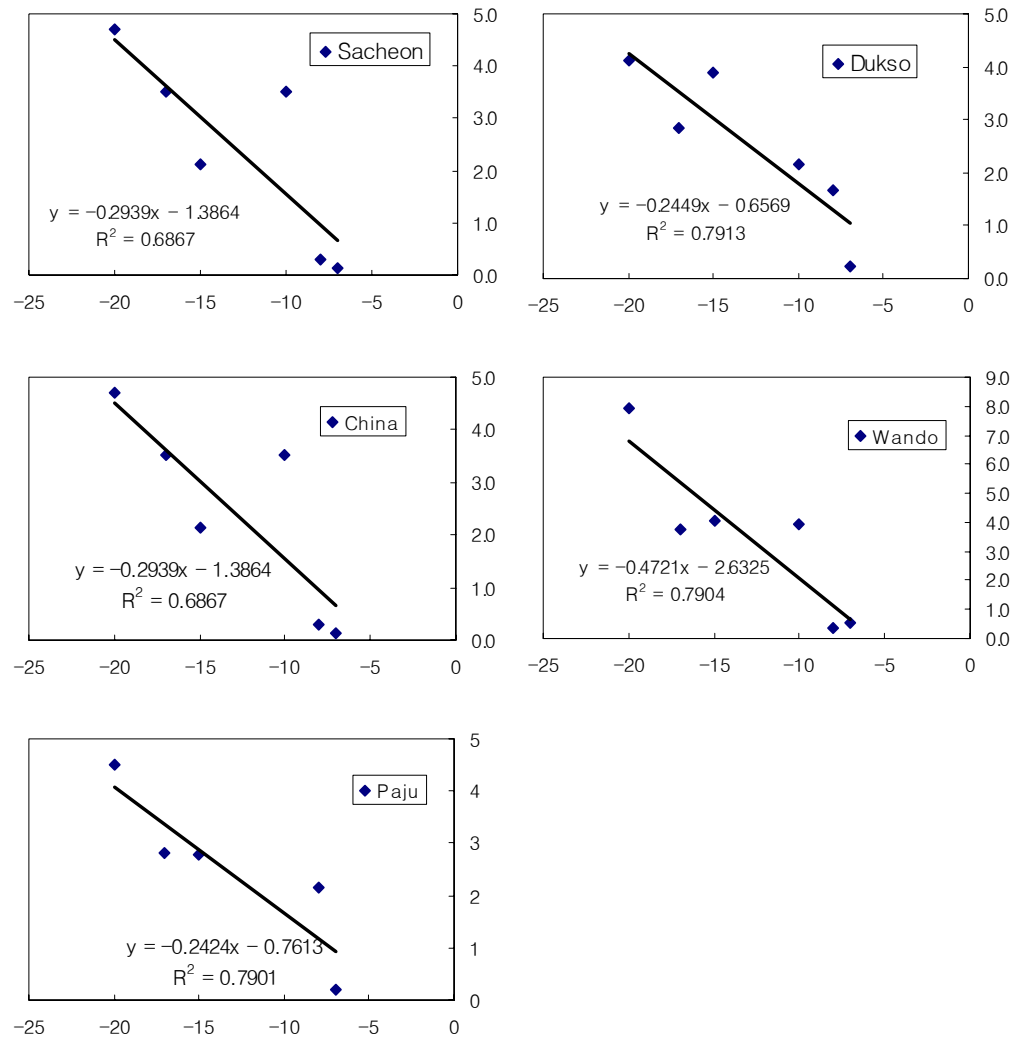 5.0
4.0
3.0
2.0
1.0
0.0
Sacheon
y = −0.2939x − 1.3864
R² = 0.6867
−25 −20 −15 −10 −5 0
5.0
4.0
3.0
2.0
1.0
0.0
Dukso
y = −0.2449x − 0.6569
R² = 0.7913
−25 −20 −15 −10 −5 0
5.0
4.0
3.0
2.0
1.0
0.0
China
y = −0.2939x − 1.3864
R² = 0.6867
−25 −20 −15 −10 −5 0
9.0
8.0
7.0
6.0
5.0
4.0
3.0
2.0
1.0
0.0
Wando
y = −0.4721x − 2.6325
R² = 0.7904
−25 −20 −15 −10 −5 0
5
4
3
2
1
0
Paju
y = −0.2424x − 0.7613
R² = 0.7901
−25 −20 −15 −10 −5 0